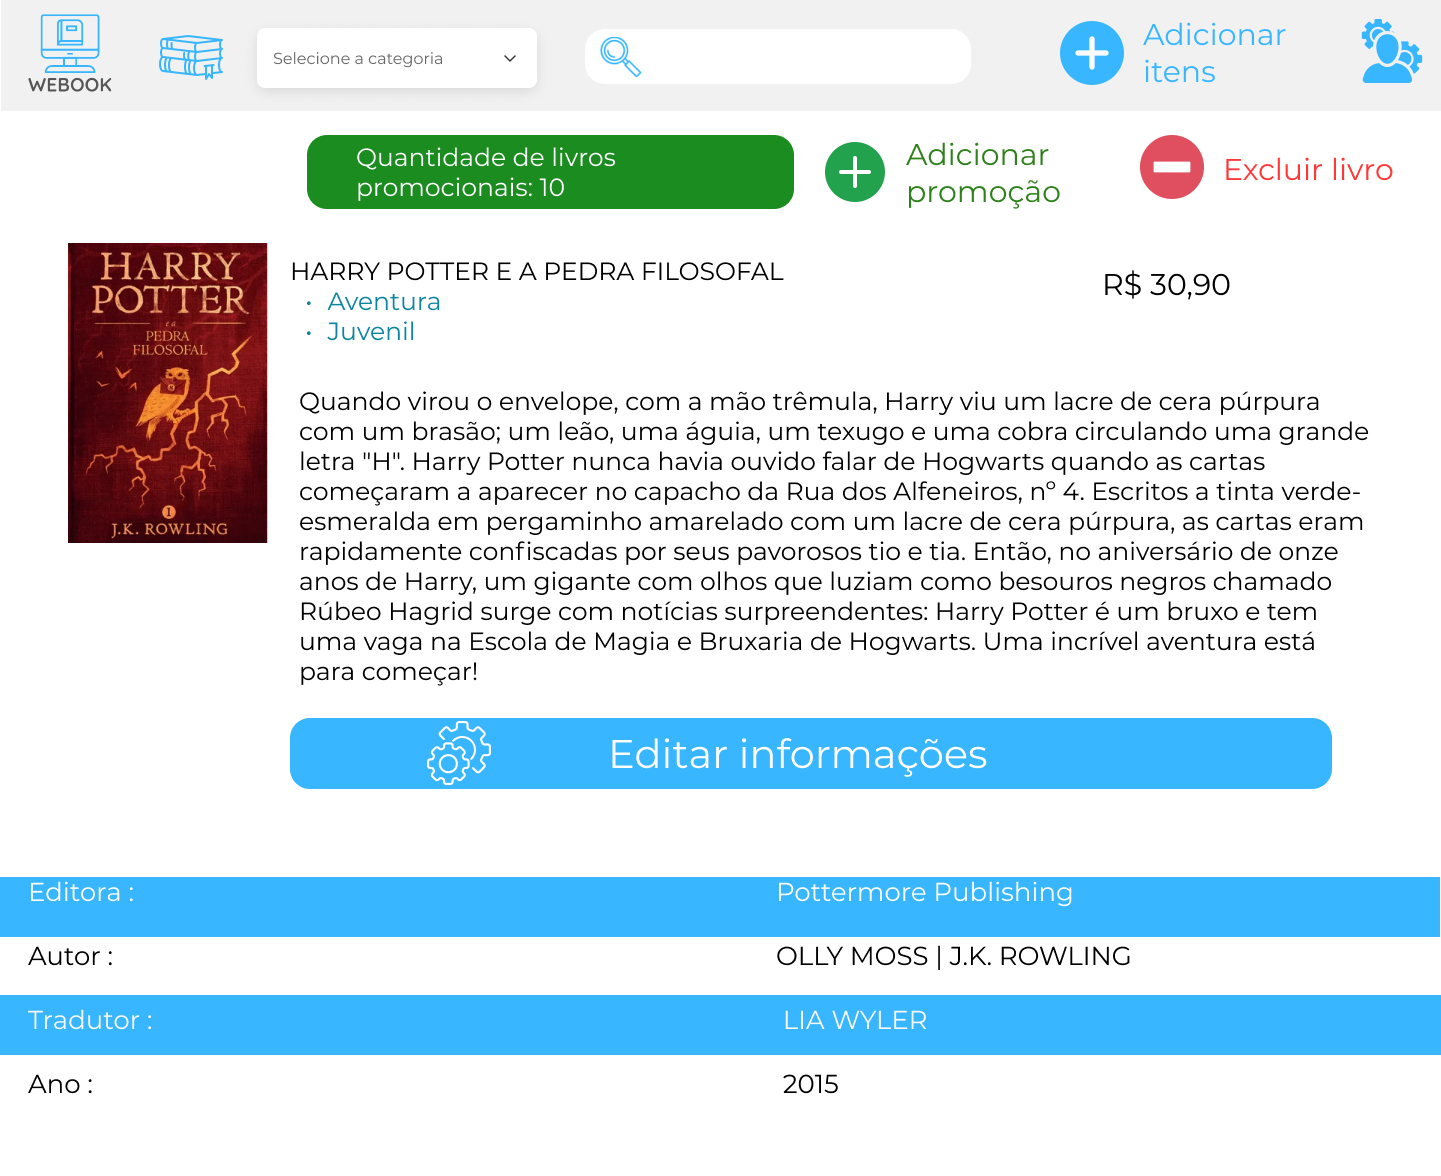 WEBOOK
Selecione a categoria
Adicionar
itens
Quantidade de livros
promocionais: 10
Adicionar
promoção
Excluir livro
HARRY
POTTER
e a
PEDRA
FILOSOFAL
1
J.K. ROWLING
HARRY POTTER E A PEDRA FILOSOFAL
• Aventura
• Juvenil
R$ 30,90
Quando virou o envelope, com a mão trêmula, Harry viu um lacre de cera púrpura
com um brasão; um leão, uma águia, um texugo e uma cobra circulando uma grande
letra "H". Harry Potter nunca havia ouvido falar de Hogwarts quando as cartas
começaram a aparecer no capacho da Rua dos Alfeneiros, nº 4. Escritos a tinta verde-
esmeralda em pergaminho amarelado com um lacre de cera púrpura, as cartas eram
rapidamente confiscadas por seus pavorosos tio e tia. Então, no aniversário de onze
anos de Harry, um gigante com olhos que luziam como besouros negros chamado
Rúbeo Hagrid surge com notícias surpreendentes: Harry Potter é um bruxo e tem
uma vaga na Escola de Magia e Bruxaria de Hogwarts. Uma incrível aventura está
para começar!
Editar informações
Editora : Pottermore Publishing
Autor : OLLY MOSS | J.K. ROWLING
Tradutor : LIA WYLER
Ano : 2015